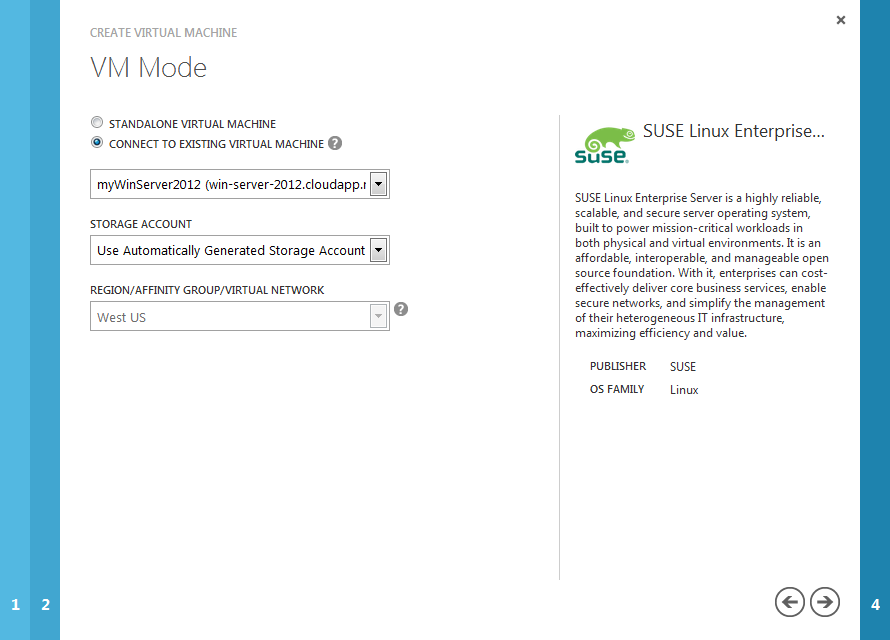 CREATE VIRTUAL MACHINE
VM Mode
STANDALONE VIRTUAL MACHINE
CONNECT TO EXISTING VIRTUAL MACHINE ?
myWinServer2012 (win-server-2012.cloudapp.r
STORAGE ACCOUNT
Use Automatically Generated Storage Account
REGION/AFFINITY GROUP/VIRTUAL NETWORK
West US ?
suse
SUSE Linux Enterprise...
SUSE Linux Enterprise Server is a highly reliable,
scalable, and secure server operating system,
built to power mission-critical workloads in
both physical and virtual environments. It is an
affordable, interoperable, and manageable open
source foundation. With it, enterprises can cost-
effectively deliver core business services, enable
secure networks, and simplify the management
of their heterogeneous IT infrastructure,
maximizing efficiency and value.
PUBLISHER SUSE
OS FAMILY Linux
1 2
4